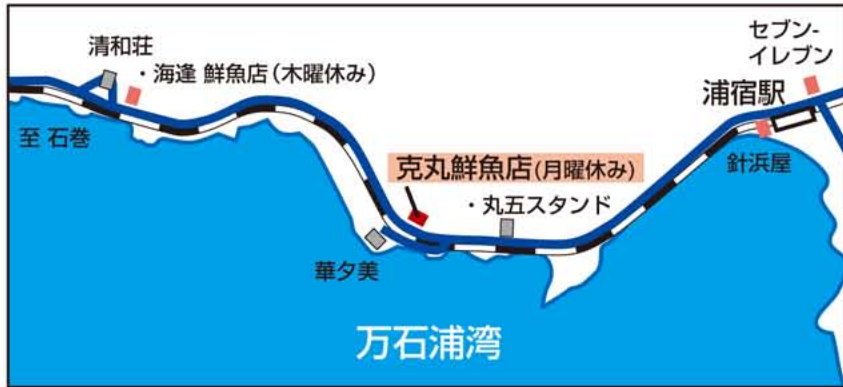 セブン-
イレブン
清和荘
・海逢 鮮魚店（木曜休み）
浦宿駅
至 石巻
克丸鮮魚店(月曜休み)
針浜屋
・丸五スタンド
華夕美
万石浦湾